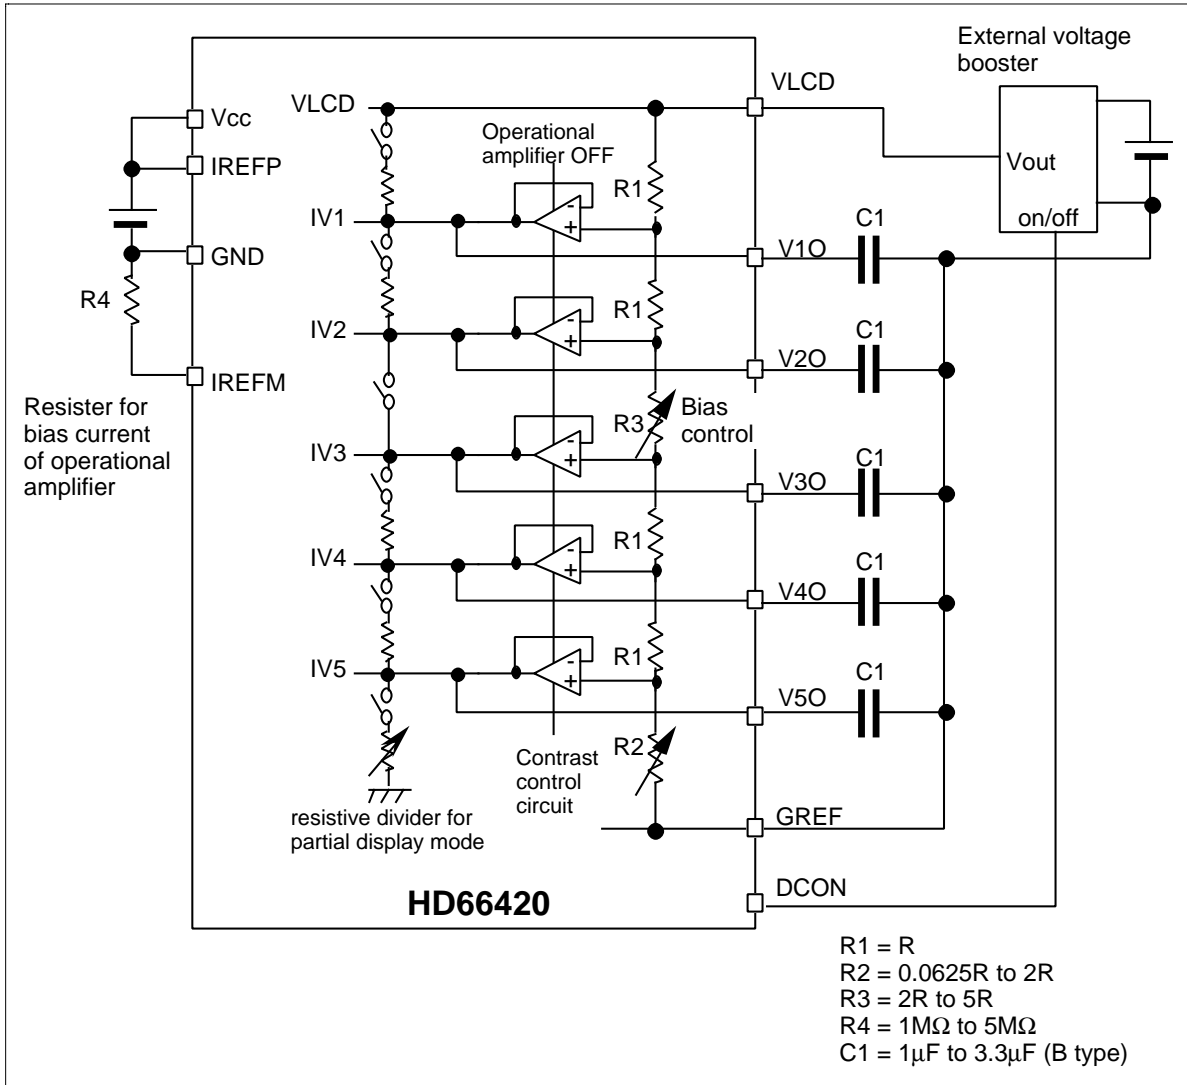 External voltage
booster
VLCD
Vcc
VLCD
Operational
amplifier OFF
IREFP
Vout
R1
-
+
IV1
C1
on/off
V1O
GND
R4
R1
-
+
IV2
C1
V2O
IREFM
Resister for
bias current
of operational
amplifier
Bias
control
R3
-
+
IV3
C1
V3O
R1
-
+
IV4
C1
V4O
R1
-
+
IV5
C1
V5O
R2
Contrast
control
circuit
resistive divider for
partial display mode
GREF
DCON
HD66420
R1 = R
R2 = 0.0625R to 2R
R3 = 2R to 5R
R4 = 1MΩ to 5MΩ
C1 = 1μF to 3.3μF (B type)